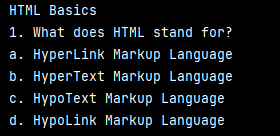 HTML Basics
1. What does HTML stand for?
a. HyperLink Markup Language
b. HyperText Markup Language
c. HypoText Markup Language
d. HypoLink Markup Language